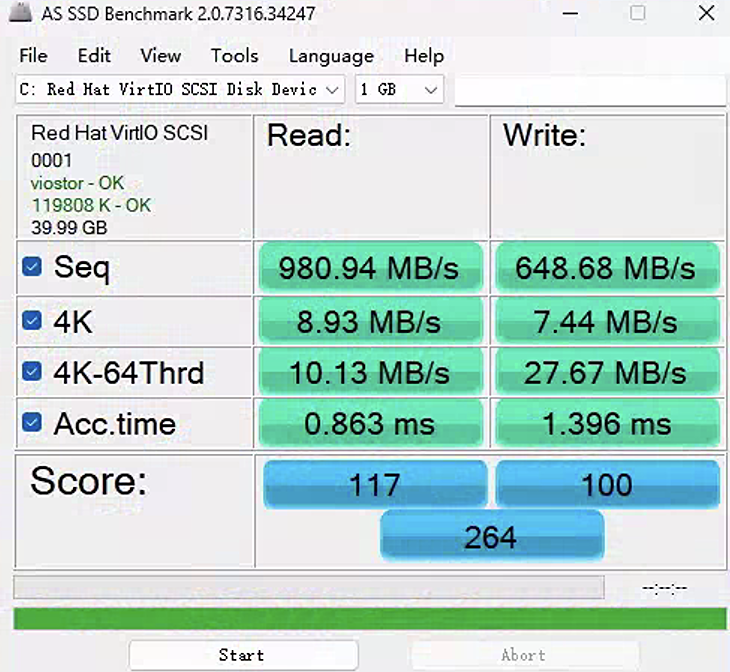 AS SSD Benchmark 2.0.7316.34247
File Edit View Tools Language Help
C: Red Hat VirtIO SCSI Disk Devic 1 GB
Red Hat VirtIO SCSI
0001
viostor - OK
119808 K - OK
39.99 GB
Read: Write:
Seq 980.94 MB/s 648.68 MB/s
4K 8.93 MB/s 7.44 MB/s
4K-64Thrd 10.13 MB/s 27.67 MB/s
Acc.time 0.863 ms 1.396 ms
Score: 117 100
264
--:--:--
Start Abort